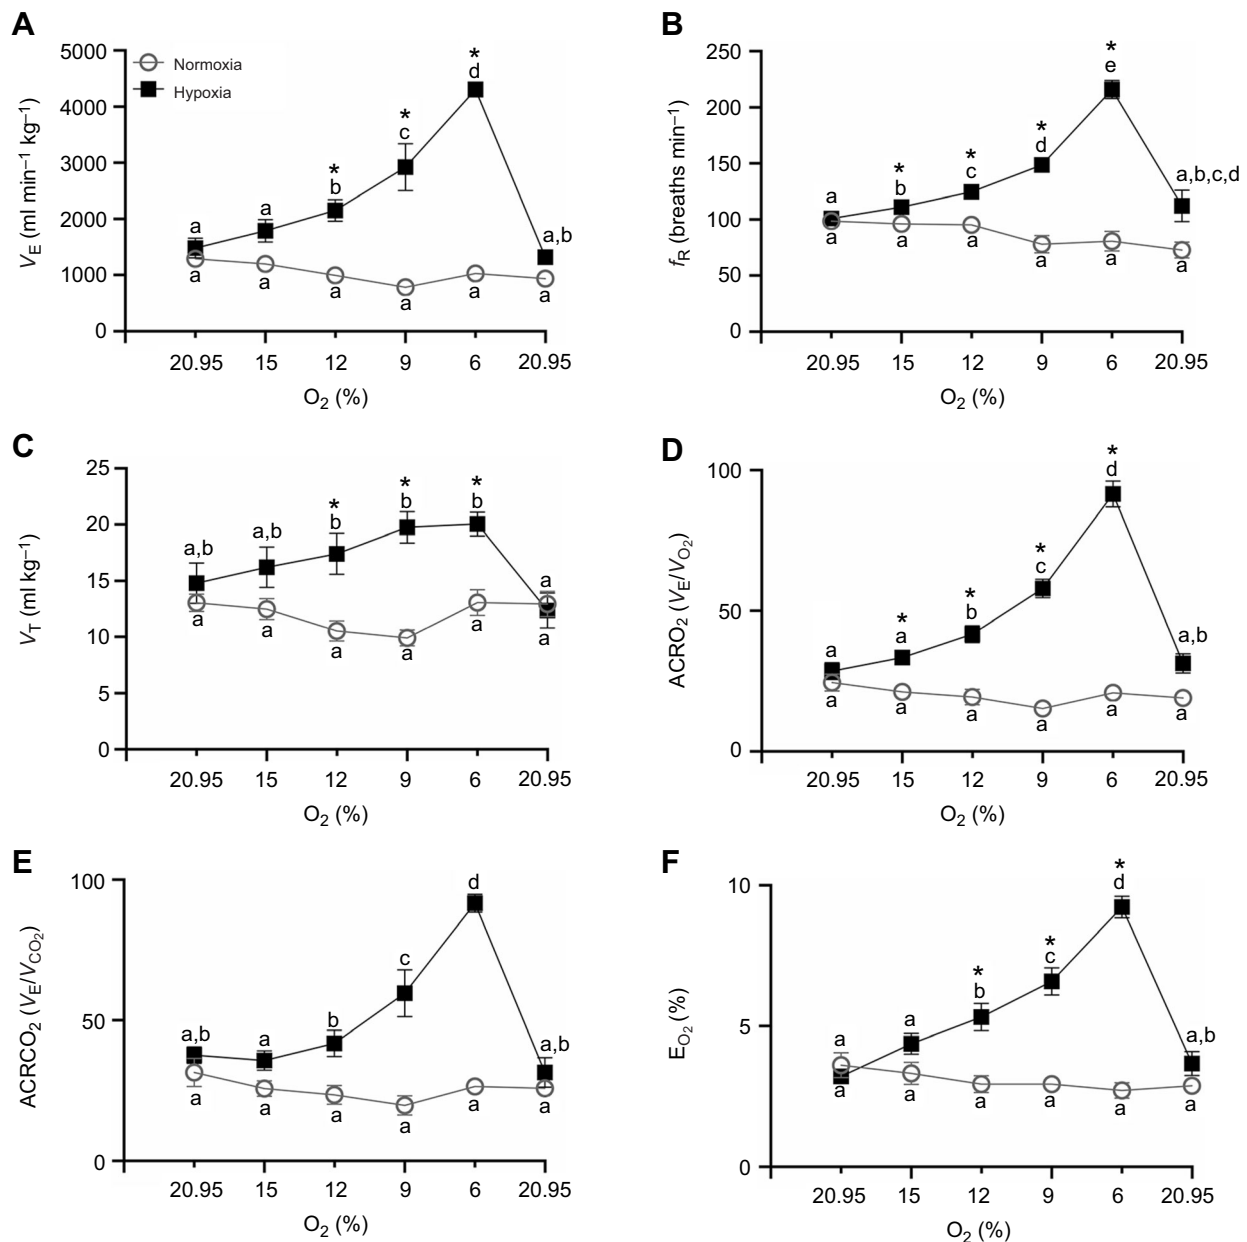 A
5000
4000
3000
2000
1000
0
V_E (ml min⁻¹ kg⁻¹)
Normoxia
Hypoxia
a
a
*
b
*
c
*
d
a,b
a
a
a
a
a
a
20.95 15 12 9 6 20.95
O₂ (%)
B
250
200
150
100
50
0
f_R (breaths min⁻¹)
a
*
b
*
c
*
d
*
e
a,b,c,d
a
a
a
a
a
a
20.95 15 12 9 6 20.95
O₂ (%)
C
25
20
15
10
5
0
V_T (ml kg⁻¹)
a,b
a,b
*
b
*
b
*
b
a
a
a
a
a
a
a
20.95 15 12 9 6 20.95
O₂ (%)
D
100
50
0
ACRO₂ (V_E/V_O₂)
a
*
a
*
b
*
c
*
d
a,b
a
a
a
a
a
a
20.95 15 12 9 6 20.95
O₂ (%)
E
100
50
0
ACRCO₂ (V_E/V_CO₂)
a,b
a
b
c
d
a,b
a
a
a
a
a
a
20.95 15 12 9 6 20.95
O₂ (%)
F
10
5
0
E_O₂ (%)
a
a
*
b
*
c
*
d
a,b
a
a
a
a
a
a
20.95 15 12 9 6 20.95
O₂ (%)